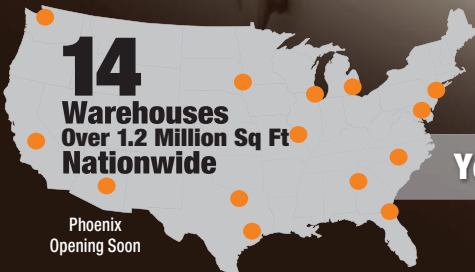 14
Warehouses
Over 1.2 Million Sq Ft
Nationwide
Phoenix
Opening Soon